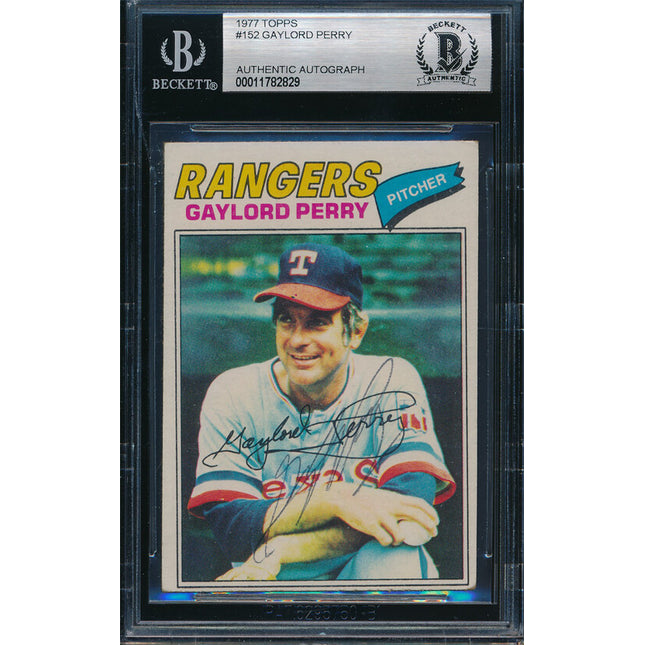 1977 TOPPS
#152 GAYLORD PERRY
AUTHENTIC AUTOGRAPH
00011782829
B
BECKETT®
BECKETT
B
AUTHENTIC
RANGERS
PITCHER
GAYLORD PERRY
T
Gaylord Perry